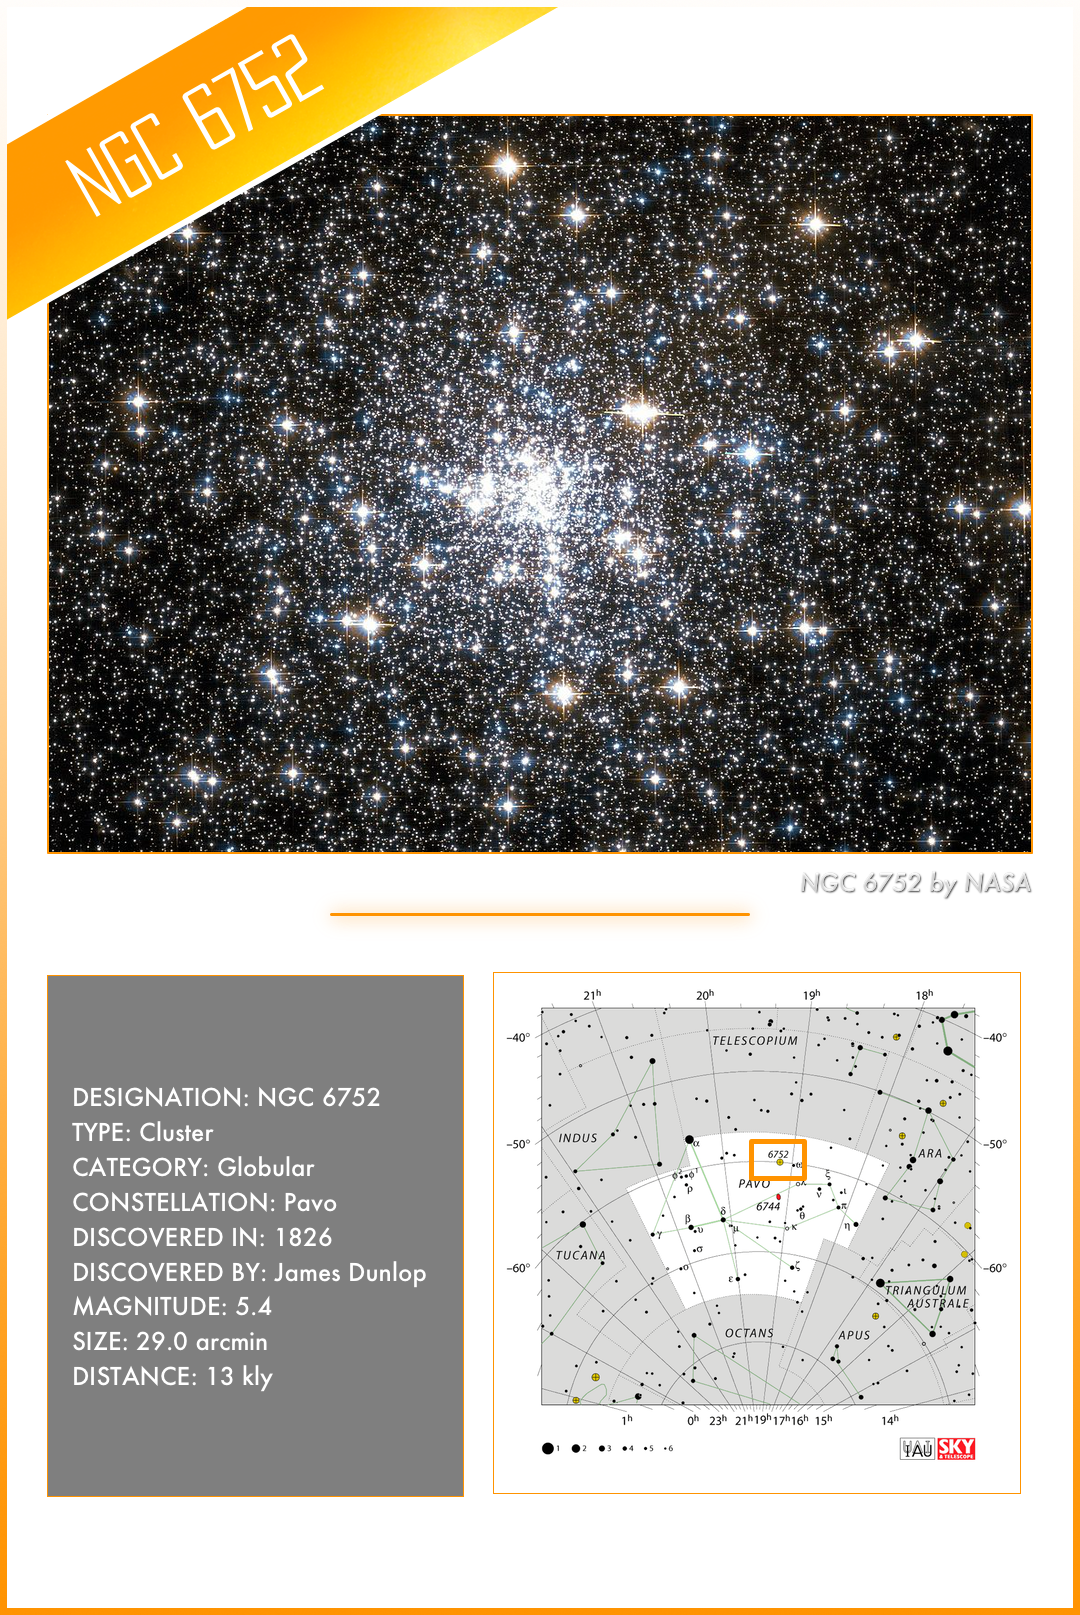 NGC 6752
NGC 6752 by NASA
DESIGNATION: NGC 6752
TYPE: Cluster
CATEGORY: Globular
CONSTELLATION: Pavo
DISCOVERED IN: 1826
DISCOVERED BY: James Dunlop
MAGNITUDE: 5.4
SIZE: 29.0 arcmin
DISTANCE: 13 kly
21h 20h 19h 18h
–40° –40°
TELESCOPIUM
–50° –50°
INDUS
α
6752
ARA
ω
ϕ2 ϕ1
PAVO λ ξ
ρ
ν ι
6744
θ π
β δ
υ μ κ η
γ
σ
TUCANA
–60° –60°
ο ε ζ
TRIANGULUM
AUSTRALE
OCTANS APUS
1h 0h 23h 21h 19h 17h 16h 15h 14h
1 2 3 4 5 6
IAU SKY
& TELESCOPE